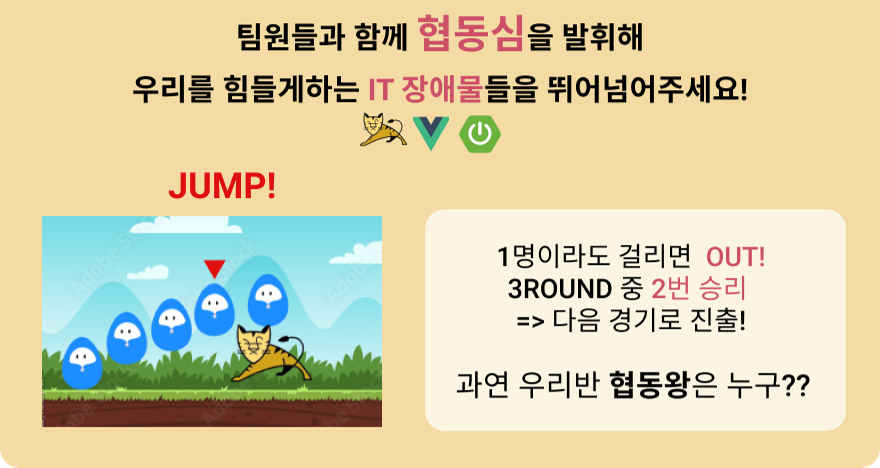 팀원들과 함께 협동심을 발휘해
우리를 힘들게하는 IT 장애물들을 뛰어넘어주세요!
JUMP!
1명이라도 걸리면 OUT!
3ROUND 중 2번 승리
=> 다음 경기로 진출!
과연 우리반 협동왕은 누구??